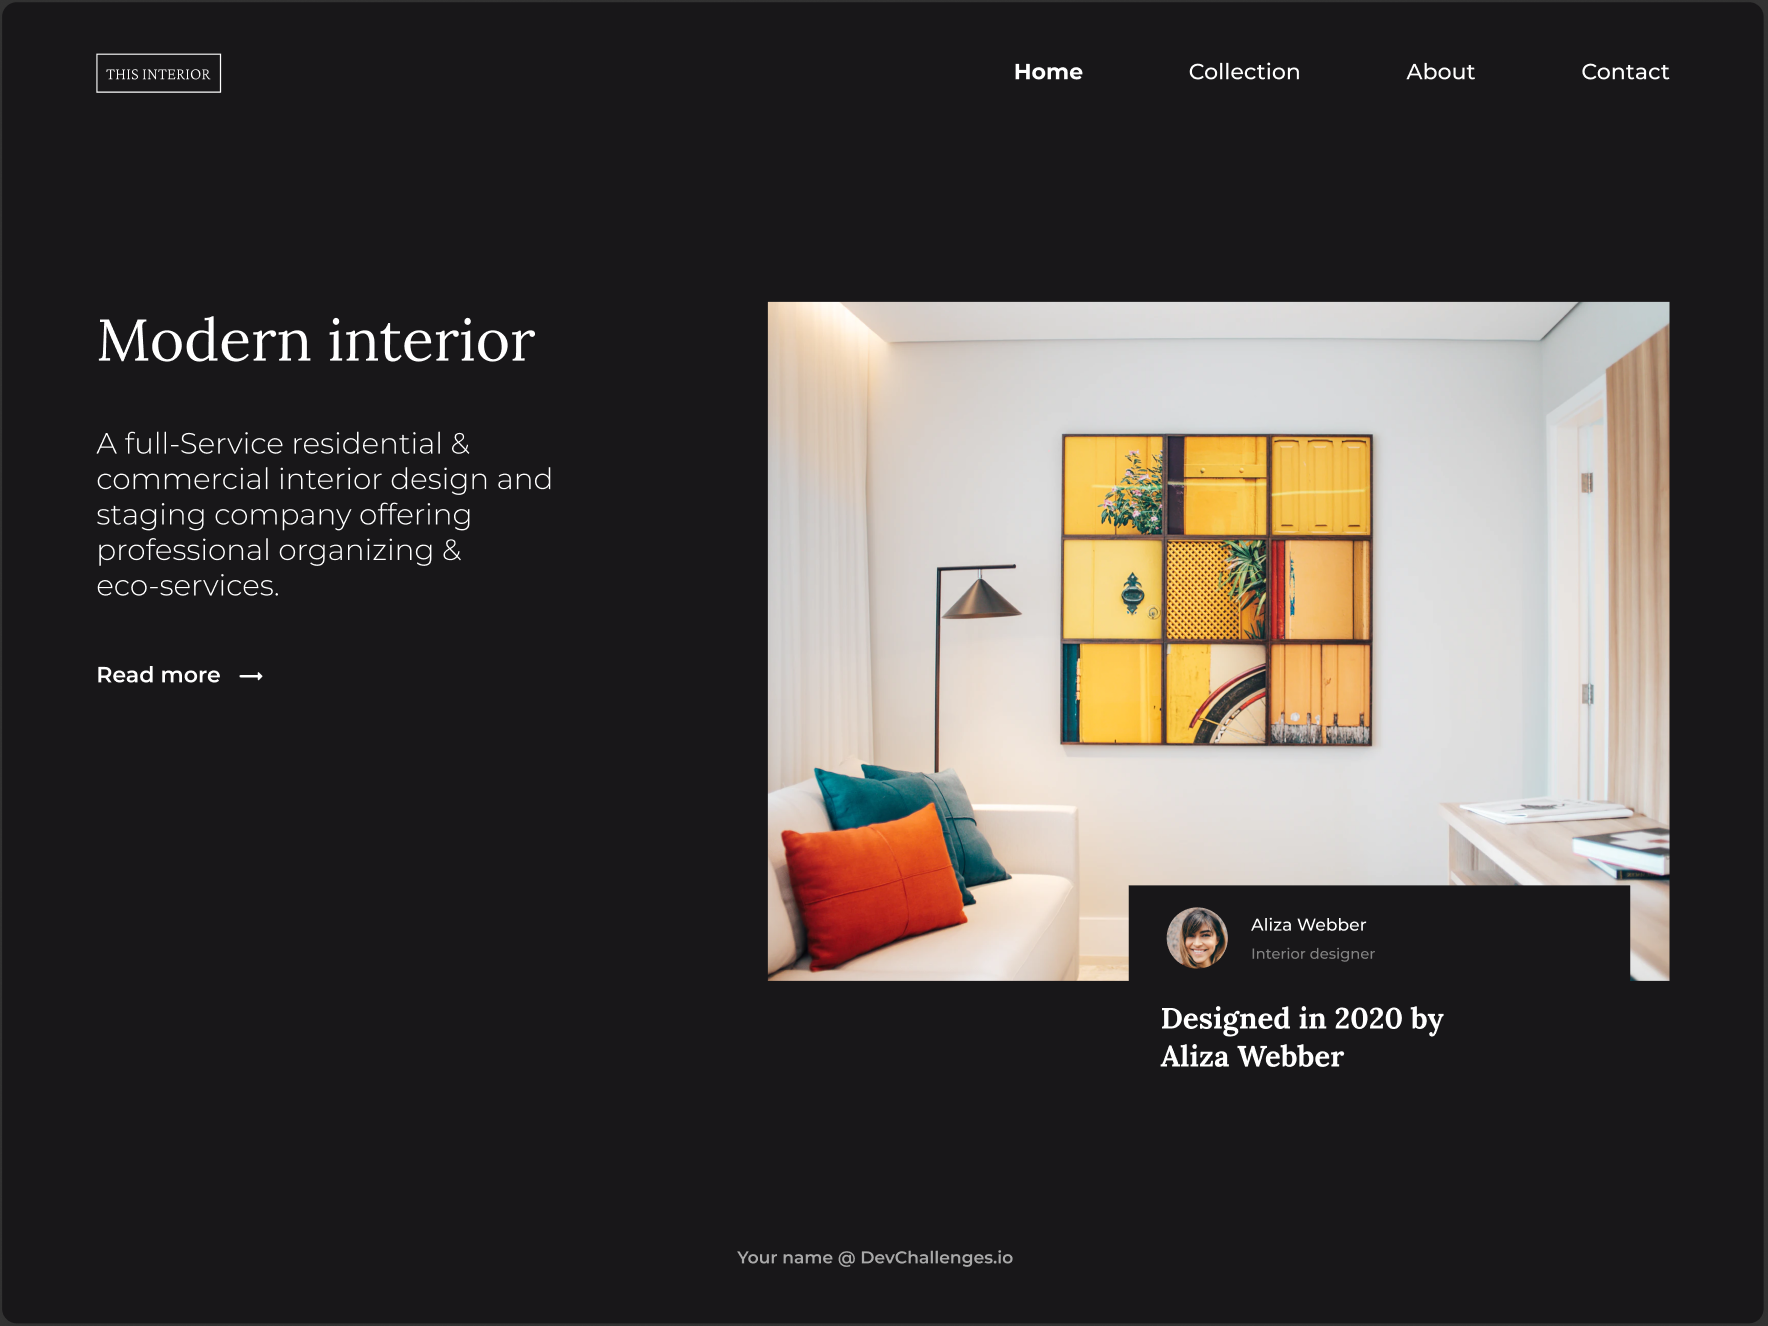 THIS INTERIOR
Home
Collection
About
Contact
Modern interior
A full-Service residential &
commercial interior design and
staging company offering
professional organizing &
eco-services.
Read more
Aliza Webber
Interior designer
Designed in 2020 by
Aliza Webber
Your name @ DevChallenges.io